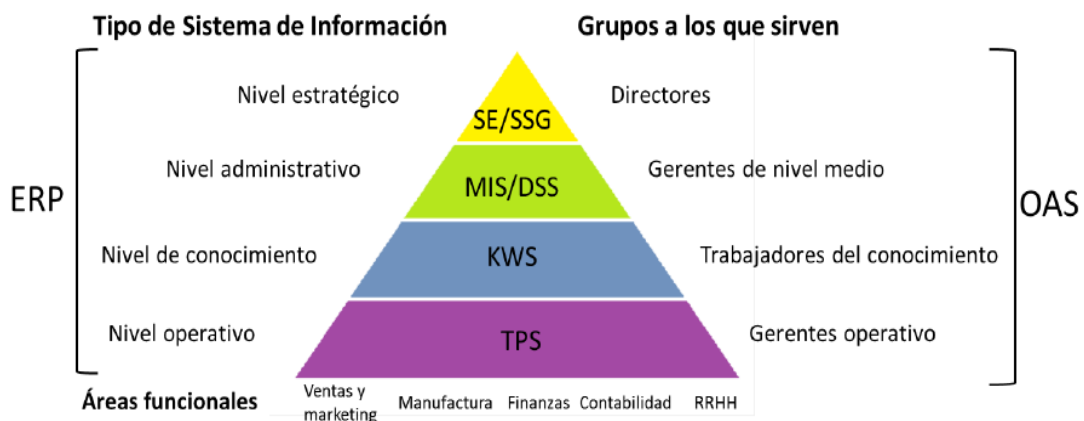 Tipo de Sistema de Información Grupos a los que sirven
Nivel estratégico SE/SSG Directores
Nivel administrativo MIS/DSS Gerentes de nivel medio
ERP OAS
Nivel de conocimiento KWS Trabajadores del conocimiento
Nivel operativo TPS Gerentes operativo
Áreas funcionales Ventas y marketing Manufactura Finanzas Contabilidad RRHH